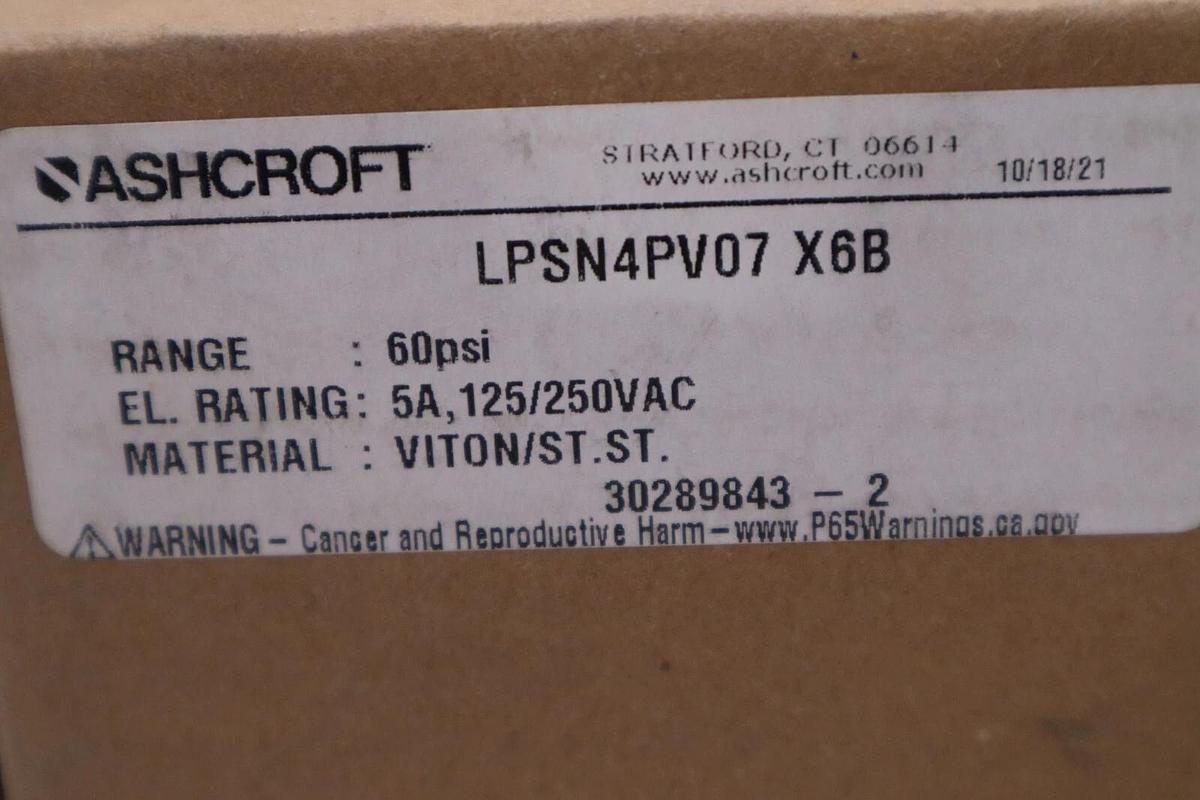 ASHCROFT
STRATFORD, CT 06614
www.ashcroft.com
10/18/21
LPSN4PV07 X6B
RANGE : 60psi
EL. RATING: 5A,125/250VAC
MATERIAL : VITON/ST.ST.
30289843 – 2
⚠WARNING – Cancer and Reproductive Harm–www.P65Warnings.ca.gov